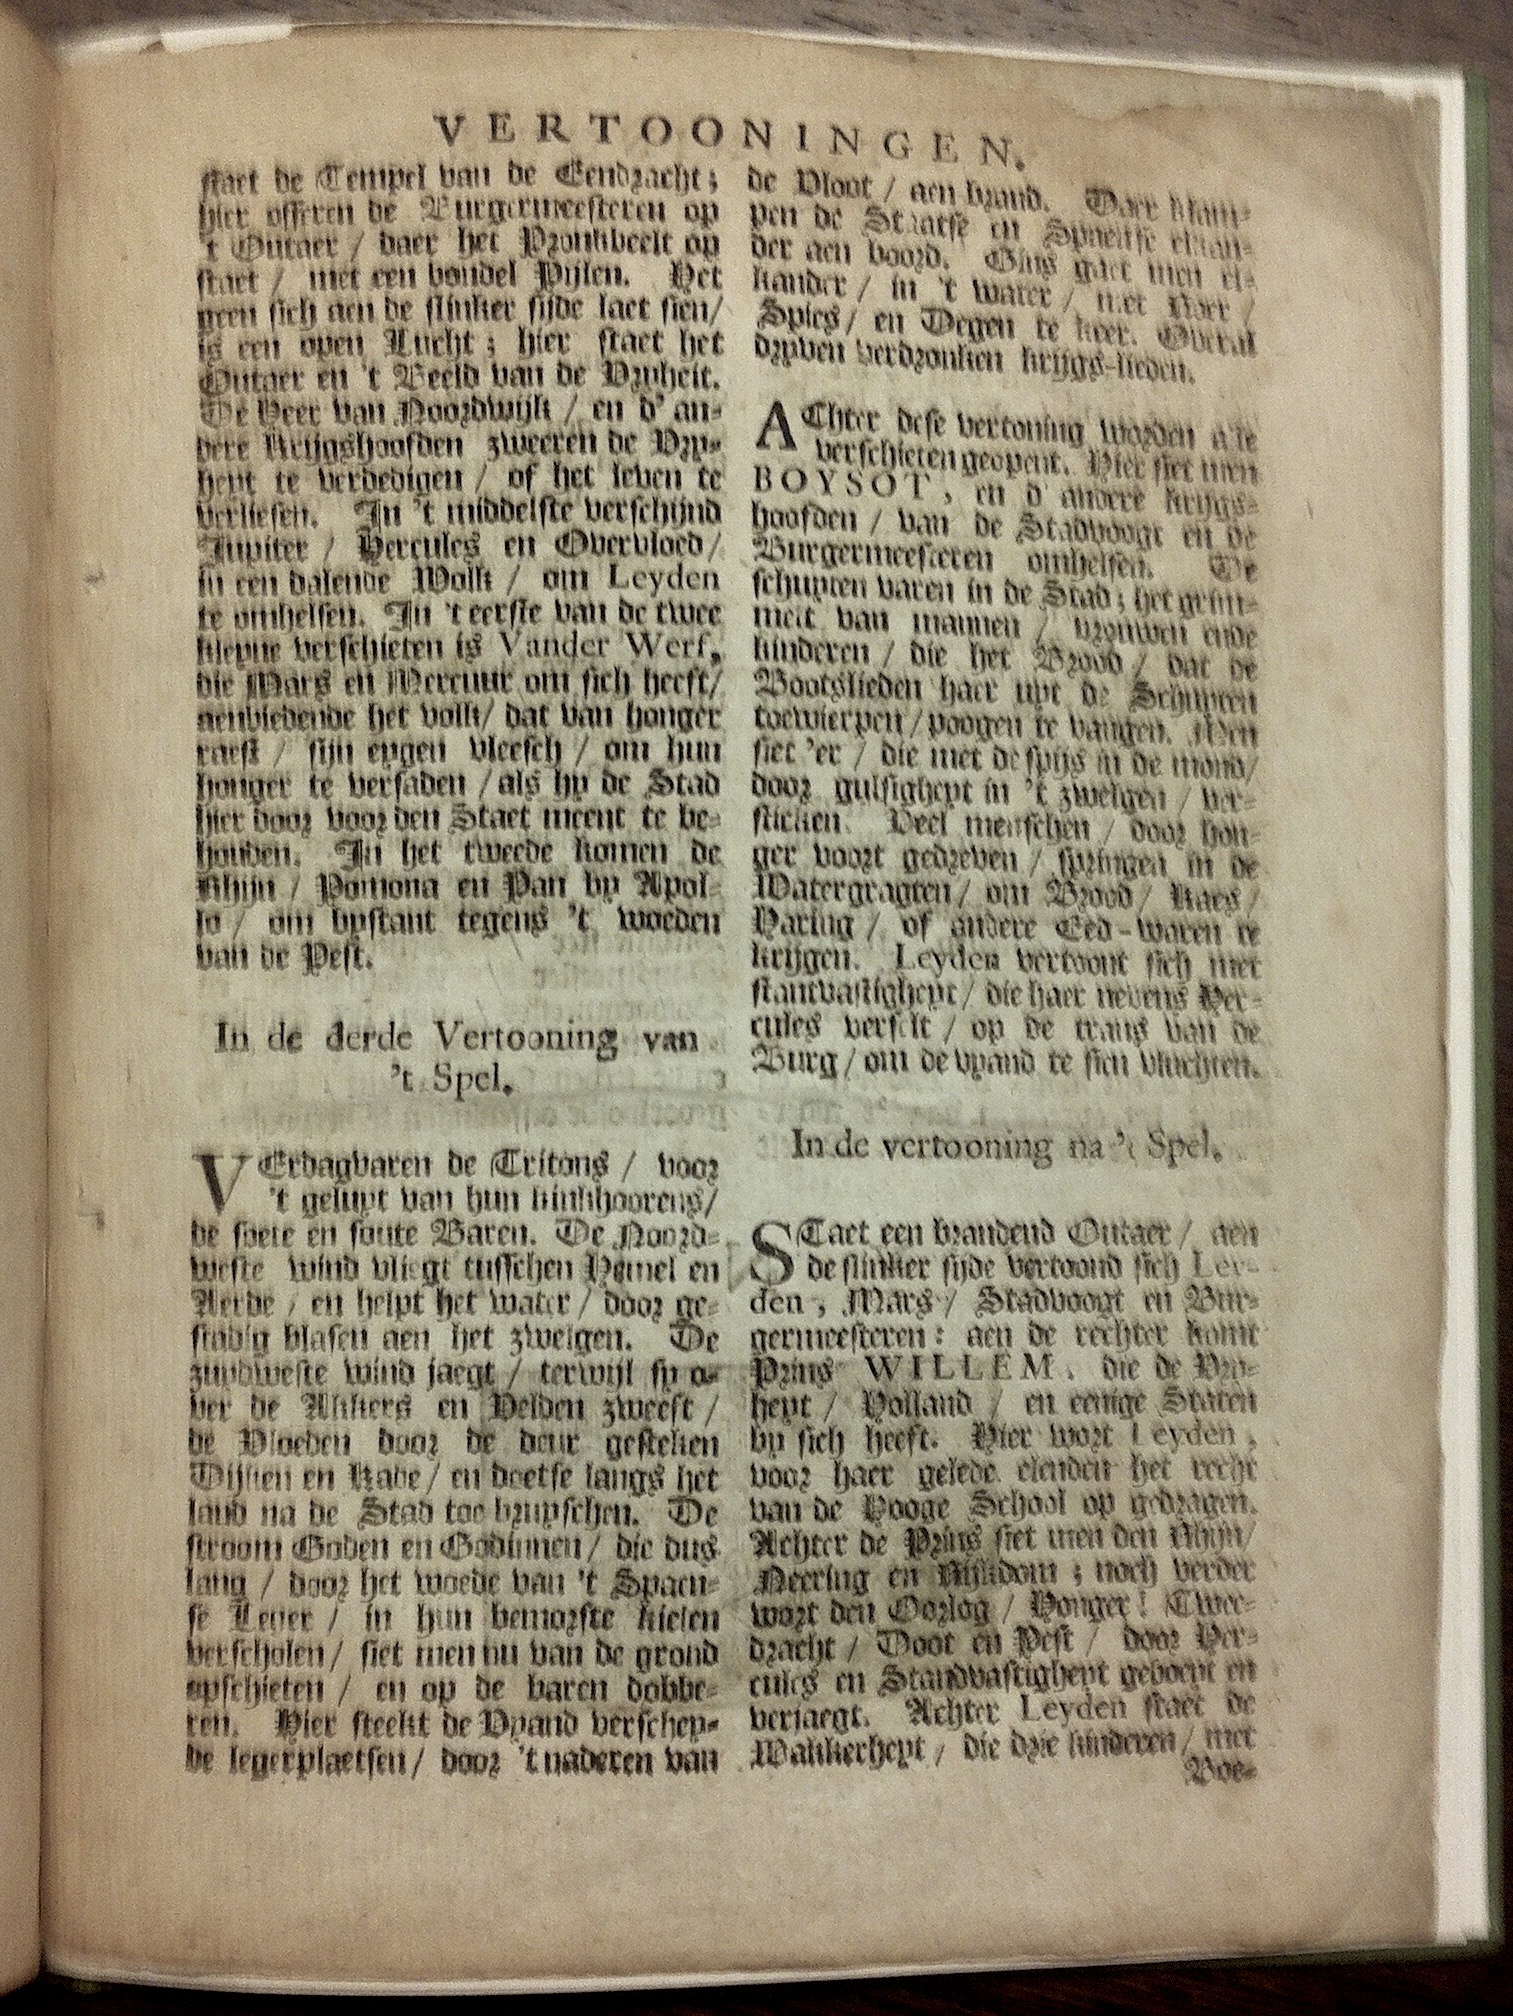 VERTOONINGEN.
staet de Tempel van de Eendracht;
hier offeren de Burgermeesteren op
't Outaer / daer het Pronkbeelt op
staet / met een bondel Pijlen. Het
geen sich aen de slinker sijde laet sien/
is een open Lucht; hier staet het
Outaer en 't Beeld van de Vryheit.
De Heer van Noordwijk / en d' an-
dere Krijgshoofden zweeren de Vry-
heyt te verdedigen / of het leven te
verliesen. In 't middelste verschijnd
Jupiter / Hercules en Overvloed/
in een dalende Wolk / om Leyden
te omhelsen. In 't eerste van de twee
kleyne verschieten is Vander Werf,
die Mars en Mercuur om sich heeft/
aenbiedende het volk/ dat van honger
raest / sijn eygen vleesch / om hun
honger te versaden / als hy de Stad
hier door voor den Staet meent te be-
houden. In het tweede komen de
Rhijn / Pomona en Pan by Apol-
lo / om bystant tegens 't woeden
van de Pest.
In de derde Vertooning van
't Spel.
VErdagvaren de Tritons / voor
't geluyt van hun kinkhoorens/
de soete en soute Baren. De Noord-
weste wind vliegt tusschen Hemel en
Aerde / en helpt het water / door ge-
stadig blasen aen het zwelgen. De
zuydweste wind jaegt / terwijl sy o-
ver de Akkers en Velden zweeft /
de Vloeden door de deur gesteken
Dijken en Kade / en doetse langs het
land na de Stad toe bruyschen. De
stroom Goden en Godinnen / die dus
lang / door het woede van 't Spaen-
se Leger / in hun bemorste kielen
verscholen / siet men nu van de grond
opschieten / en op de baren dobbe-
ren. Hier steekt de Vyand verschey-
de legerplaetsen / door 't naderen van
de Vloot / aen brand. Daer klam-
pen de Staatse en Spaense elkan-
der aen boord. Gins gaet men el-
kander / in 't water / met Roer /
Spies / en Degen te keer. Overal
dryven verdronken krijgs-lieden.
AChter dese vertoning worden alle
verschieten geopent. Hier siet men
BOYSOT, en d' andere krijgs-
hoofden / van de Stadvoogt en de
Burgermeesteren omhelsen. De
schuyten varen in de Stad; het grim-
melt van mannen / vrouwen ende
kinderen / die het Brood / dat de
Bootslieden haer uyt de Schuyten
toewierpen / poogen te vangen. Men
siet 'er / die met de spijs in de mond/
door gulsigheyt in 't zwelgen / ver-
stikken. Veel menschen / door hon-
ger voort gedreven / springen in de
Watergragten / om Brood / Kaes /
Haring / of andere Eed-waren te
krijgen. Leyden vertoont sich met
stantvastigheyt / die haer nevens Her-
cules verselt / op de trans van de
Burg / om de vyand te sien vluchten.
In de vertooning na 't Spel.
STaet een brandend Outaer / aen
de slinker sijde vertoond sich Ley-
den, Mars / Stadvoogt en Bur-
germeesteren: aen de rechter komt
Prins WILLEM, die de Vry-
heyt / Holland / en eenige Staten
by sich heeft. Hier wort Leyden,
voor haer gelede elenden het recht
van de Hooge School op gedragen.
Achter de Prins siet men den Rhijn/
Neering en Rijkdom; noch verder
wort den Oorlog / Honger! Twee-
dracht / Doot en Pest / door Her-
cules en Standvastigheyt geboeyt en
verjaegt. Achter Leyden staet de
Wakkerheyt / die drie kinderen / met
Boe-